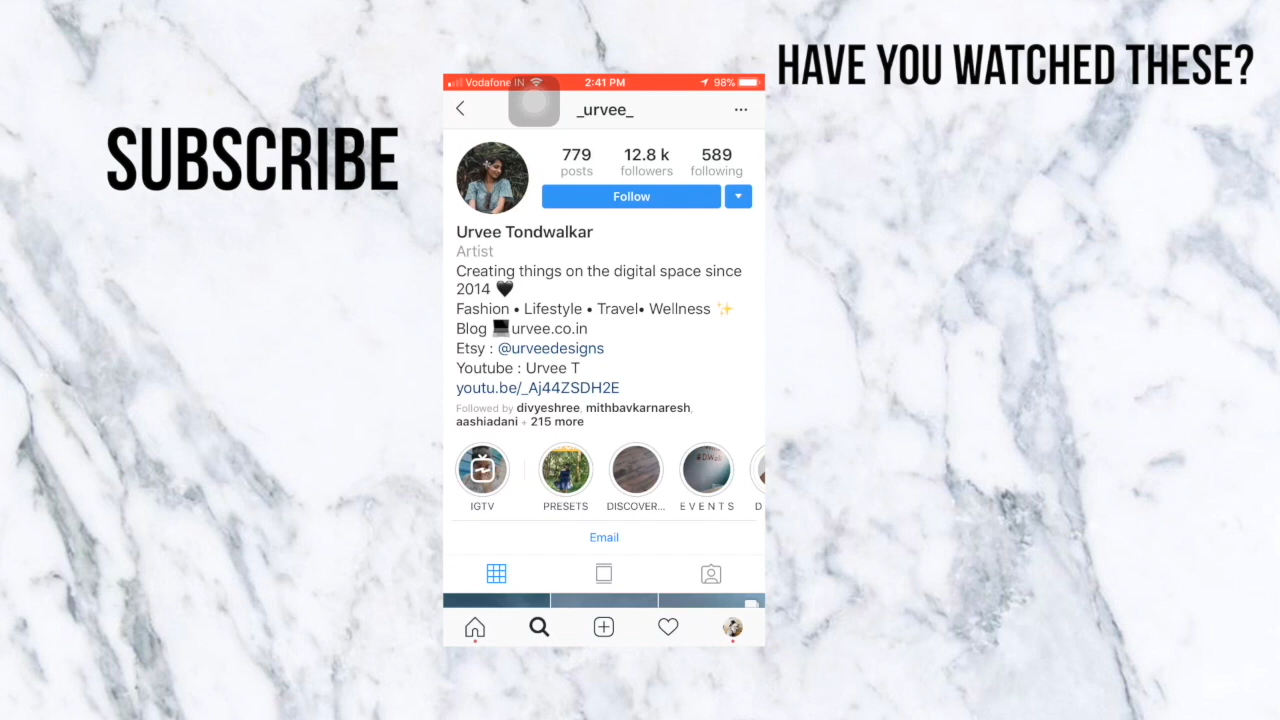 HAVE YOU WATCHED THESE?
SUBSCRIBE
Vodafone IN 2:41 PM 98%
_urvee_
779 12.8 k 589
posts followers following
Follow
Urvee Tondwalkar
Artist
Creating things on the digital space since
2014 🖤
Fashion • Lifestyle • Travel• Wellness ✨
Blog 💻urvee.co.in
Etsy : @urveedesigns
Youtube : Urvee T
youtu.be/_Aj44ZSDH2E
Followed by divyeshree, mithbavkarnaresh,
aashiadani + 215 more
IGTV PRESETS DISCOVER... E V E N T S D
Email